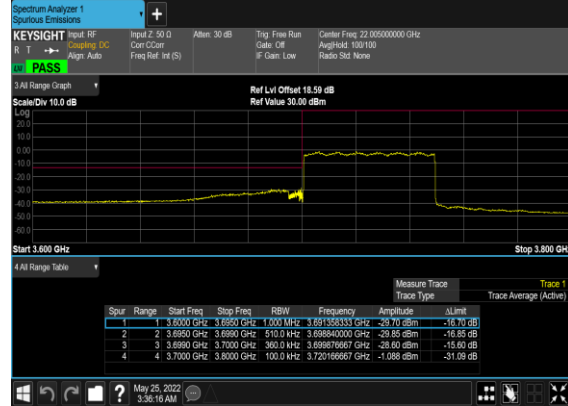 Spectrum Analyzer 1
Spurious Emissions
KEYSIGHT Input: RF Input Z: 50 Ω Atten: 30 dB Trig: Free Run Center Freq: 22.005000000 GHz
R T Coupling: DC Corr CCorr Gate: Off Avg|Hold: 100/100
Align: Auto Freq Ref: Int (S) IF Gain: Low Radio Std: None
PASS
3 All Range Graph
Ref Lvl Offset 18.59 dB
Scale/Div 10.0 dB Ref Value 30.00 dBm
Log
20.0
10.0
0.00
-10.0
-20.0
-30.0
-40.0
-50.0
-60.0
Start 3.600 GHz Stop 3.800 GH
4 All Range Table
Measure Trace Trace 1
Trace Type Trace Average (Active)
Spur Range Start Freq Stop Freq RBW Frequency Amplitude ΔLimit
1 1 3.6000 GHz 3.6950 GHz 1.000 MHz 3.691358333 GHz -29.70 dBm -16.70 dB
2 2 3.6950 GHz 3.6990 GHz 510.0 kHz 3.698840000 GHz -29.85 dBm -16.85 dB
3 3 3.6990 GHz 3.7000 GHz 360.0 kHz 3.699876667 GHz -28.60 dBm -15.60 dB
4 4 3.7000 GHz 3.8000 GHz 100.0 kHz 3.720166667 GHz -1.088 dBm -31.09 dB
May 25, 2022
3:36:16 AM